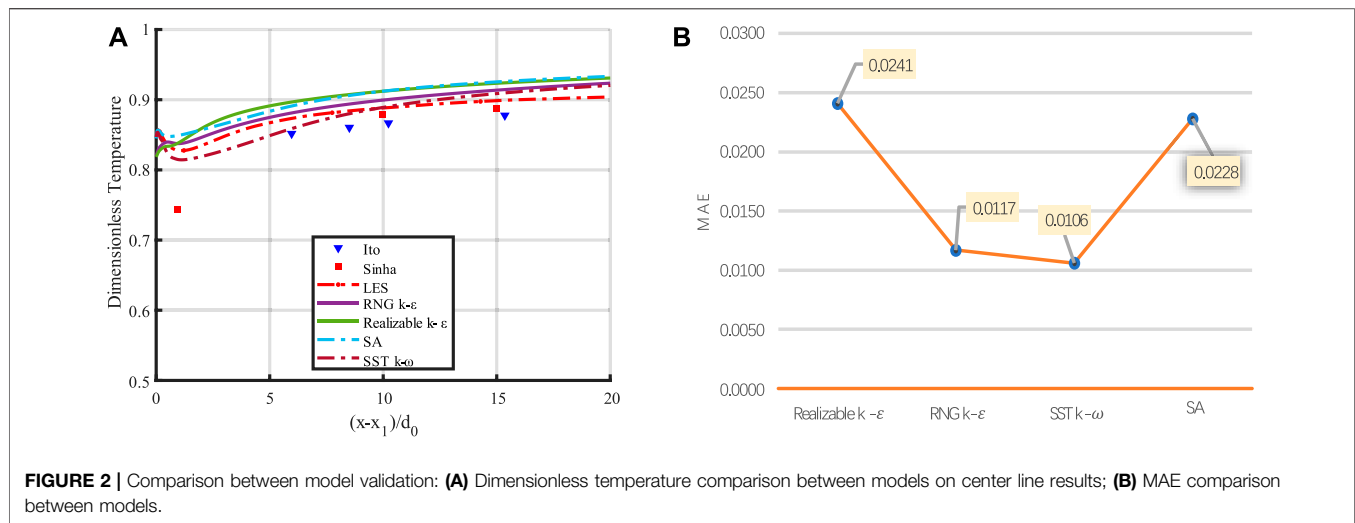 A
Dimensionless Temperature
1
0.9
0.8
0.7
0.6
0.5
0
5
10
15
20
(x-x1)/d0
Ito
Sinha
LES
RNG k-ε
Realizable k- ε
SA
SST k-ω
B
MAE
0.0300
0.0250
0.0200
0.0150
0.0100
0.0050
0.0000
0.0241
0.0117
0.0106
0.0228
Realizable k -ε
RNG k-ε
SST k-ω
SA
FIGURE 2 | Comparison between model validation: (A) Dimensionless temperature comparison between models on center line results; (B) MAE comparison
between models.